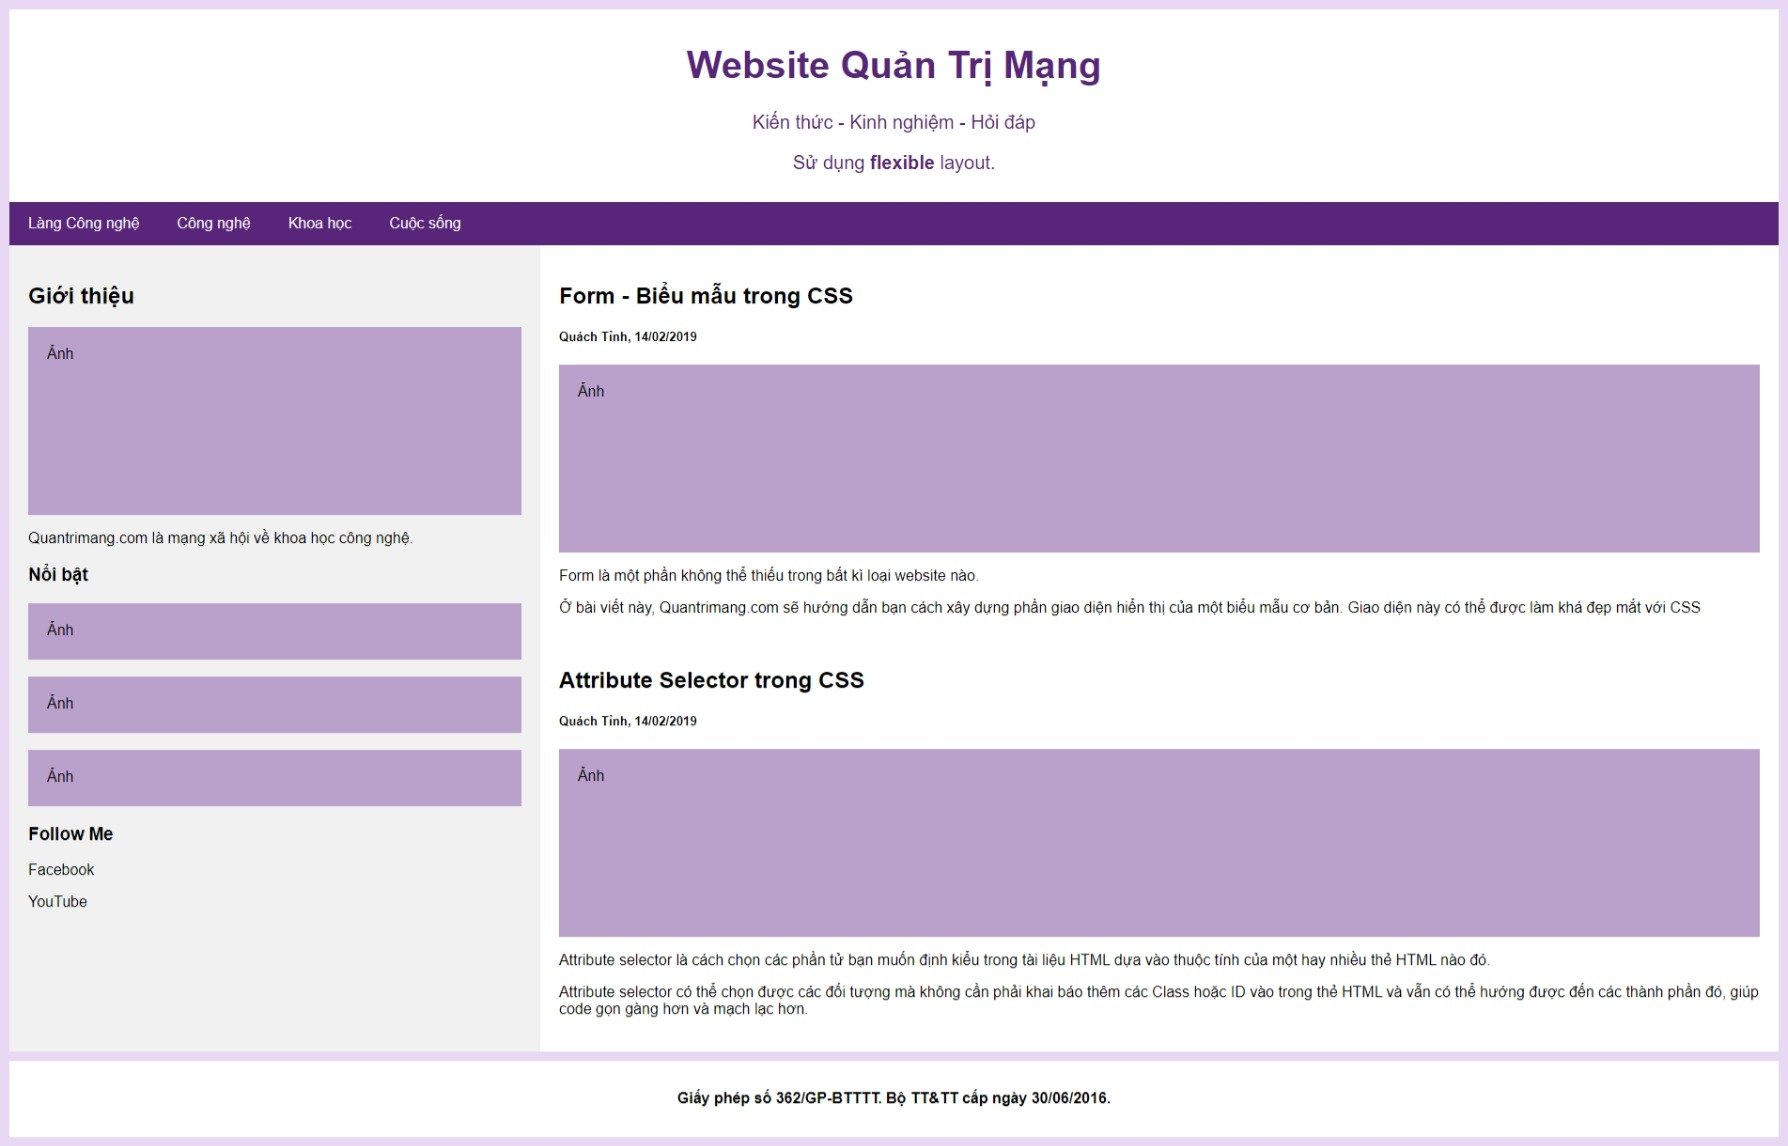 Website Quản Trị Mạng
Kiến thức - Kinh nghiệm - Hỏi đáp
Sử dụng flexible layout.
Làng Công nghệ Công nghệ Khoa học Cuộc sống
Giới thiệu
Ảnh
Quantrimang.com là mạng xã hội về khoa học công nghệ.
Nổi bật
Ảnh
Ảnh
Ảnh
Follow Me
Facebook
YouTube
Form - Biểu mẫu trong CSS
Quách Tỉnh, 14/02/2019
Ảnh
Form là một phần không thể thiếu trong bất kì loại website nào.
Ở bài viết này, Quantrimang.com sẽ hướng dẫn bạn cách xây dựng phần giao diện hiển thị của một biểu mẫu cơ bản. Giao diện này có thể được làm khá đẹp mắt với CSS
Attribute Selector trong CSS
Quách Tỉnh, 14/02/2019
Ảnh
Attribute selector là cách chọn các phần tử bạn muốn định kiểu trong tài liệu HTML dựa vào thuộc tính của một hay nhiều thẻ HTML nào đó.
Attribute selector có thể chọn được các đối tượng mà không cần phải khai báo thêm các Class hoặc ID vào trong thẻ HTML và vẫn có thể hướng được đến các thành phần đó, giúp
code gọn gàng hơn và mạch lạc hơn.
Giấy phép số 362/GP-BTTTT. Bộ TT&TT cấp ngày 30/06/2016.